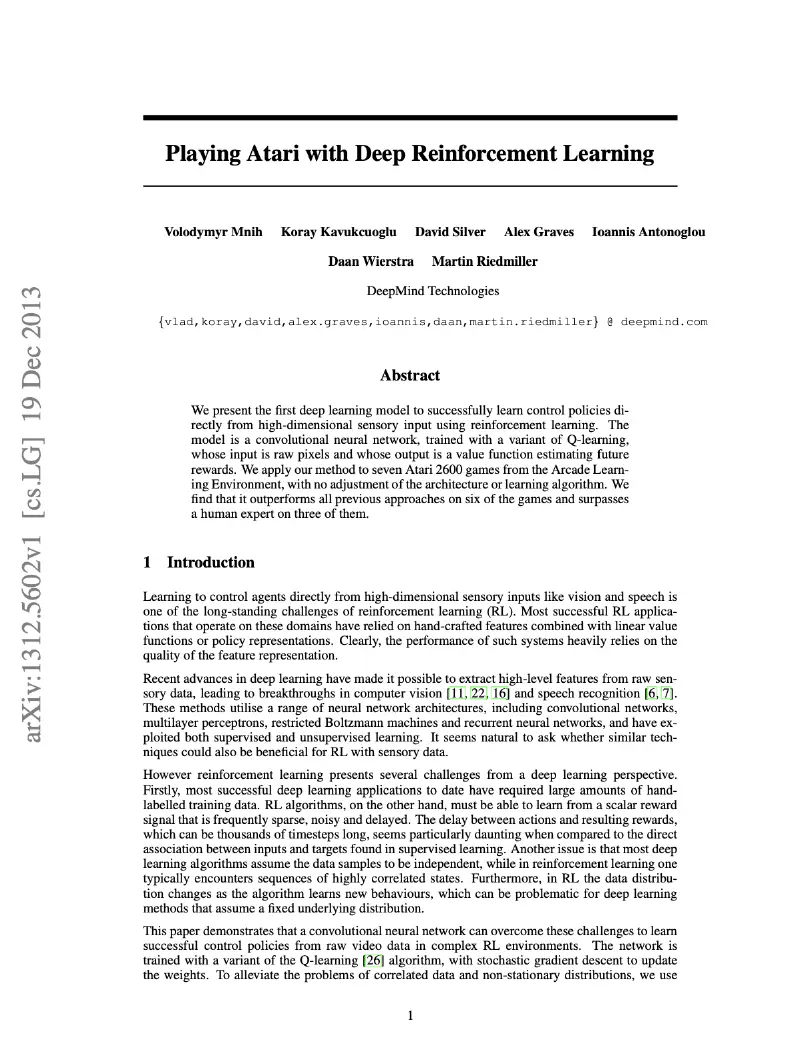 Playing Atari with Deep Reinforcement Learning
Volodymyr Mnih Koray Kavukcuoglu David Silver Alex Graves Ioannis Antonoglou
Daan Wierstra Martin Riedmiller
DeepMind Technologies
{vlad,koray,david,alex.graves,ioannis,daan,martin.riedmiller} @ deepmind.com
Abstract
We present the first deep learning model to successfully learn control policies di-
rectly from high-dimensional sensory input using reinforcement learning. The
model is a convolutional neural network, trained with a variant of Q-learning,
whose input is raw pixels and whose output is a value function estimating future
rewards. We apply our method to seven Atari 2600 games from the Arcade Learn-
ing Environment, with no adjustment of the architecture or learning algorithm. We
find that it outperforms all previous approaches on six of the games and surpasses
a human expert on three of them.
1 Introduction
Learning to control agents directly from high-dimensional sensory inputs like vision and speech is
one of the long-standing challenges of reinforcement learning (RL). Most successful RL applica-
tions that operate on these domains have relied on hand-crafted features combined with linear value
functions or policy representations. Clearly, the performance of such systems heavily relies on the
quality of the feature representation.
Recent advances in deep learning have made it possible to extract high-level features from raw sen-
sory data, leading to breakthroughs in computer vision [11, 22, 16] and speech recognition [6, 7].
These methods utilise a range of neural network architectures, including convolutional networks,
multilayer perceptrons, restricted Boltzmann machines and recurrent neural networks, and have ex-
ploited both supervised and unsupervised learning. It seems natural to ask whether similar tech-
niques could also be beneficial for RL with sensory data.
However reinforcement learning presents several challenges from a deep learning perspective.
Firstly, most successful deep learning applications to date have required large amounts of hand-
labelled training data. RL algorithms, on the other hand, must be able to learn from a scalar reward
signal that is frequently sparse, noisy and delayed. The delay between actions and resulting rewards,
which can be thousands of timesteps long, seems particularly daunting when compared to the direct
association between inputs and targets found in supervised learning. Another issue is that most deep
learning algorithms assume the data samples to be independent, while in reinforcement learning one
typically encounters sequences of highly correlated states. Furthermore, in RL the data distribu-
tion changes as the algorithm learns new behaviours, which can be problematic for deep learning
methods that assume a fixed underlying distribution.
This paper demonstrates that a convolutional neural network can overcome these challenges to learn
successful control policies from raw video data in complex RL environments. The network is
trained with a variant of the Q-learning [26] algorithm, with stochastic gradient descent to update
the weights. To alleviate the problems of correlated data and non-stationary distributions, we use
1
arXiv:1312.5602v1 [cs.LG] 19 Dec 2013